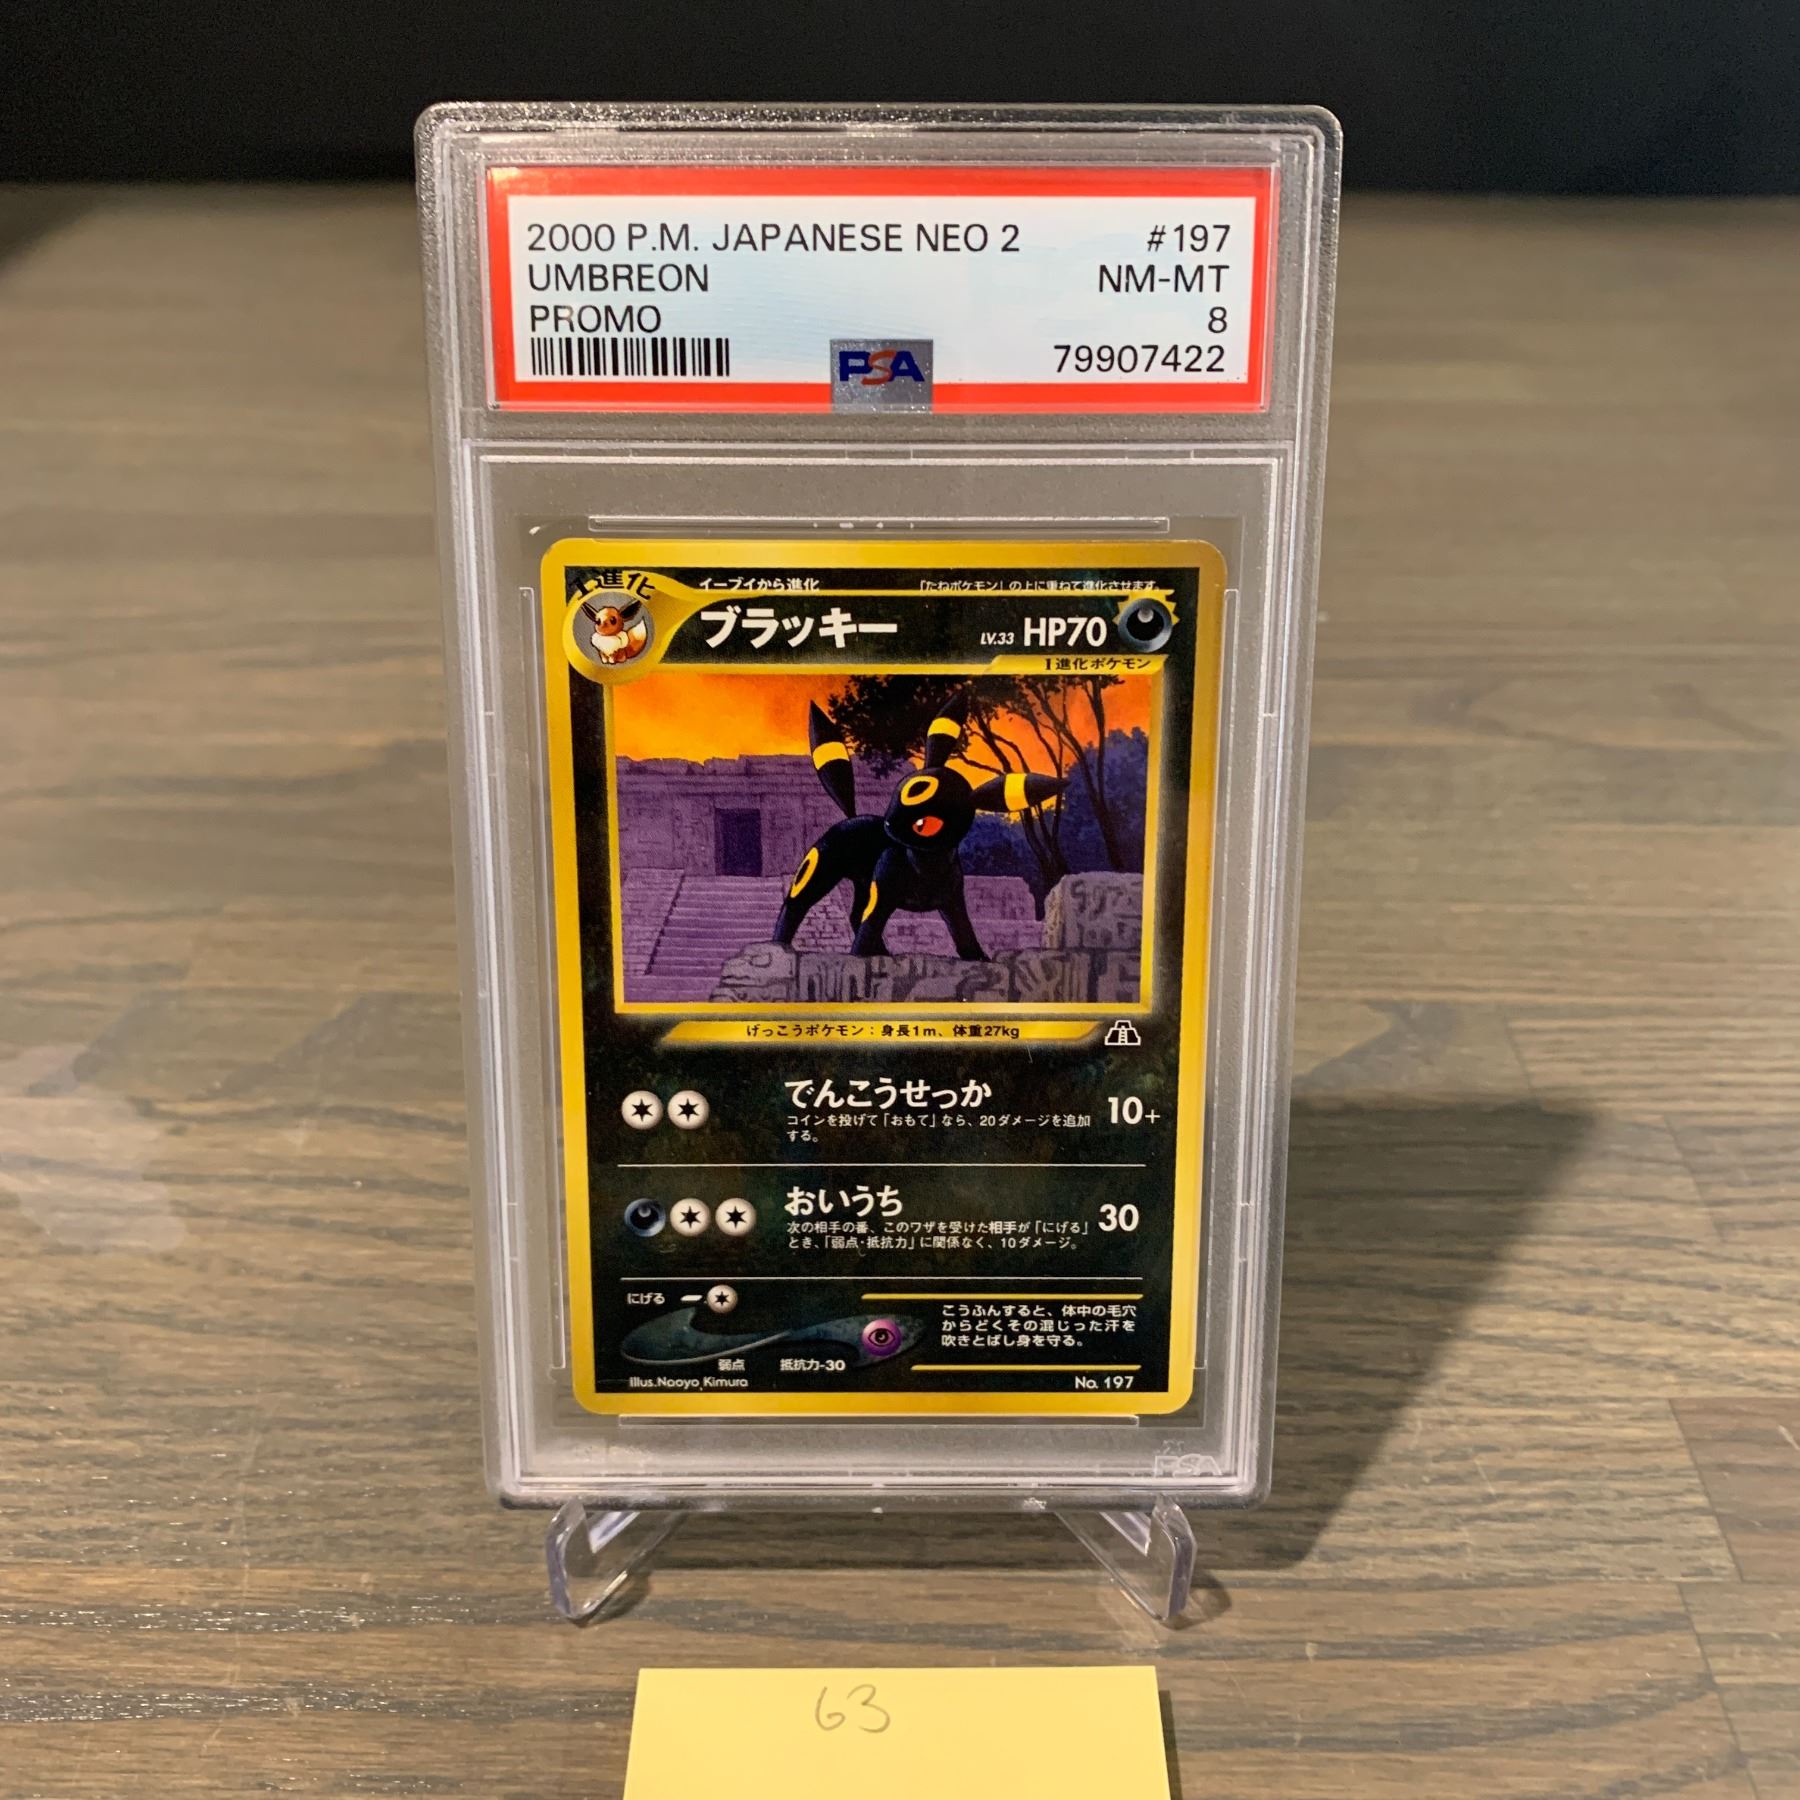 2000 P.M. JAPANESE NEO 2 #197
UMBREON NM-MT
PROMO 8
PSA 79907422
1進化 イーブイから進化 「たねポケモン」の上に重ねて進化させます。
ブラッキー LV.33 HP70
1進化ポケモン
げっこうポケモン：身長1m、体重27kg
でんこうせっか 10+
コインを投げて「おもて」なら、20ダメージを追加
する。
おいうち 30
次の相手の番、このワザを受けた相手が「にげる」
とき、「弱点・抵抗力」に関係なく、10ダメージ。
にげる
こうふんすると、体中の毛穴
からどくその混じった汗を
吹きとばし身を守る。
弱点 抵抗力-30
Illus.Naoyo Kimura No. 197
PSA
63